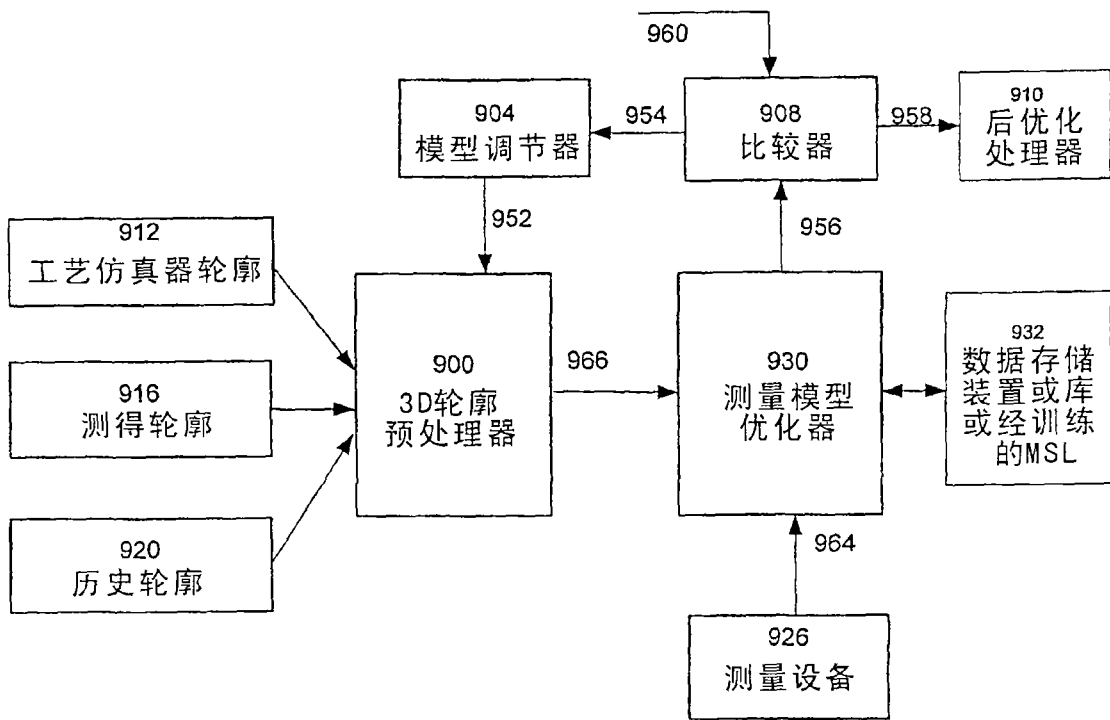 960
904
模型调节器
954
908
比较器
958
910
后优化
处理器
952
956
912
工艺仿真器轮廓
916
测得轮廓
920
历史轮廓
900
3D轮廓
预处理器
966
930
测量模型
优化器
932
数据存储
装置或库
或经训练
的MSL
964
926
测量设备